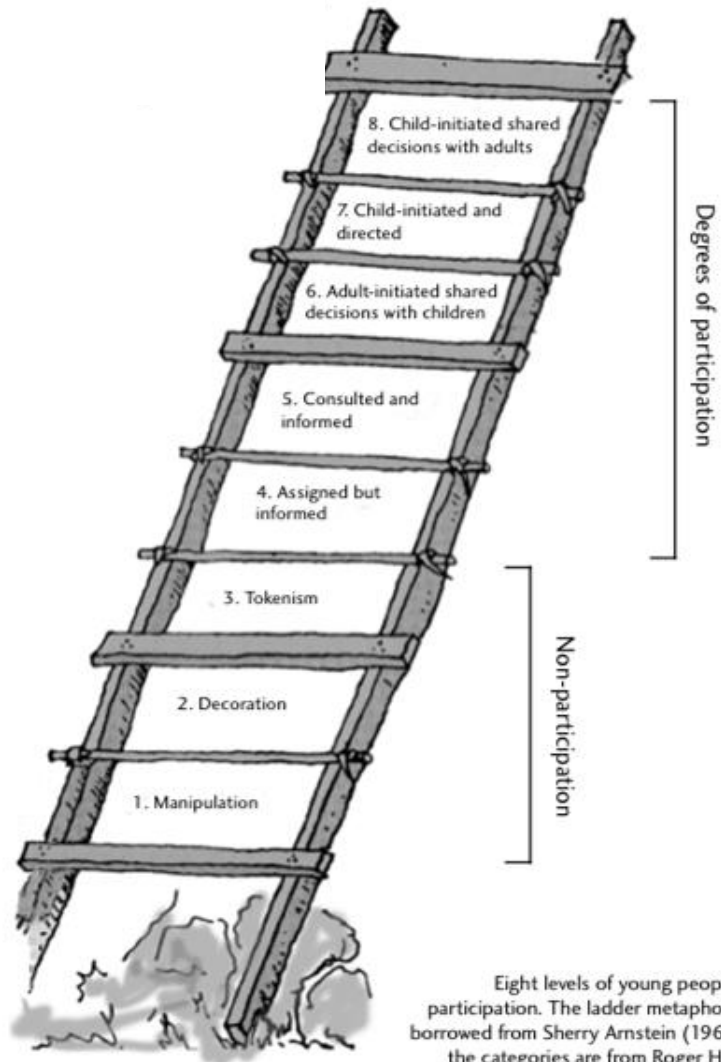 8. Child-initiated shared
decisions with adults
7. Child-initiated and
directed
6. Adult-initiated shared
decisions with children
5. Consulted and
informed
4. Assigned but
informed
3. Tokenism
2. Decoration
1. Manipulation
Degrees of participation
Non-participation
Eight levels of young
participation. The ladder
borrowed from Sherry Arnstein
the categories are from Roger